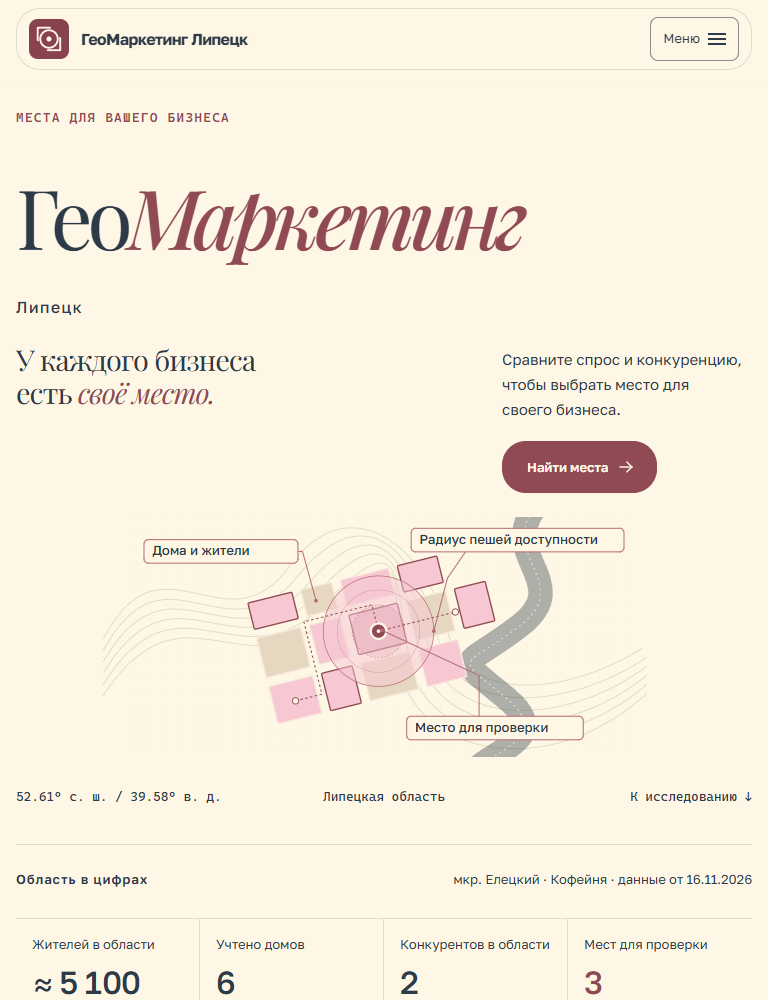 ГеоМаркетинг Липецк
Меню
МЕСТА ДЛЯ ВАШЕГО БИЗНЕСА
ГеоМаркетинг
Липецк
У каждого бизнеса
есть своё место.
Сравните спрос и конкуренцию,
чтобы выбрать место для
своего бизнеса.
Найти места →
Дома и жители
Радиус пешей доступности
Место для проверки
52.61° с. ш. / 39.58° в. д.
Липецкая область
К исследованию ↓
Область в цифрах
мкр. Елецкий · Кофейня · данные от 16.11.2026
Жителей в области
Учтено домов
Конкурентов в области
Мест для проверки
≈ 5 100
6
2
3